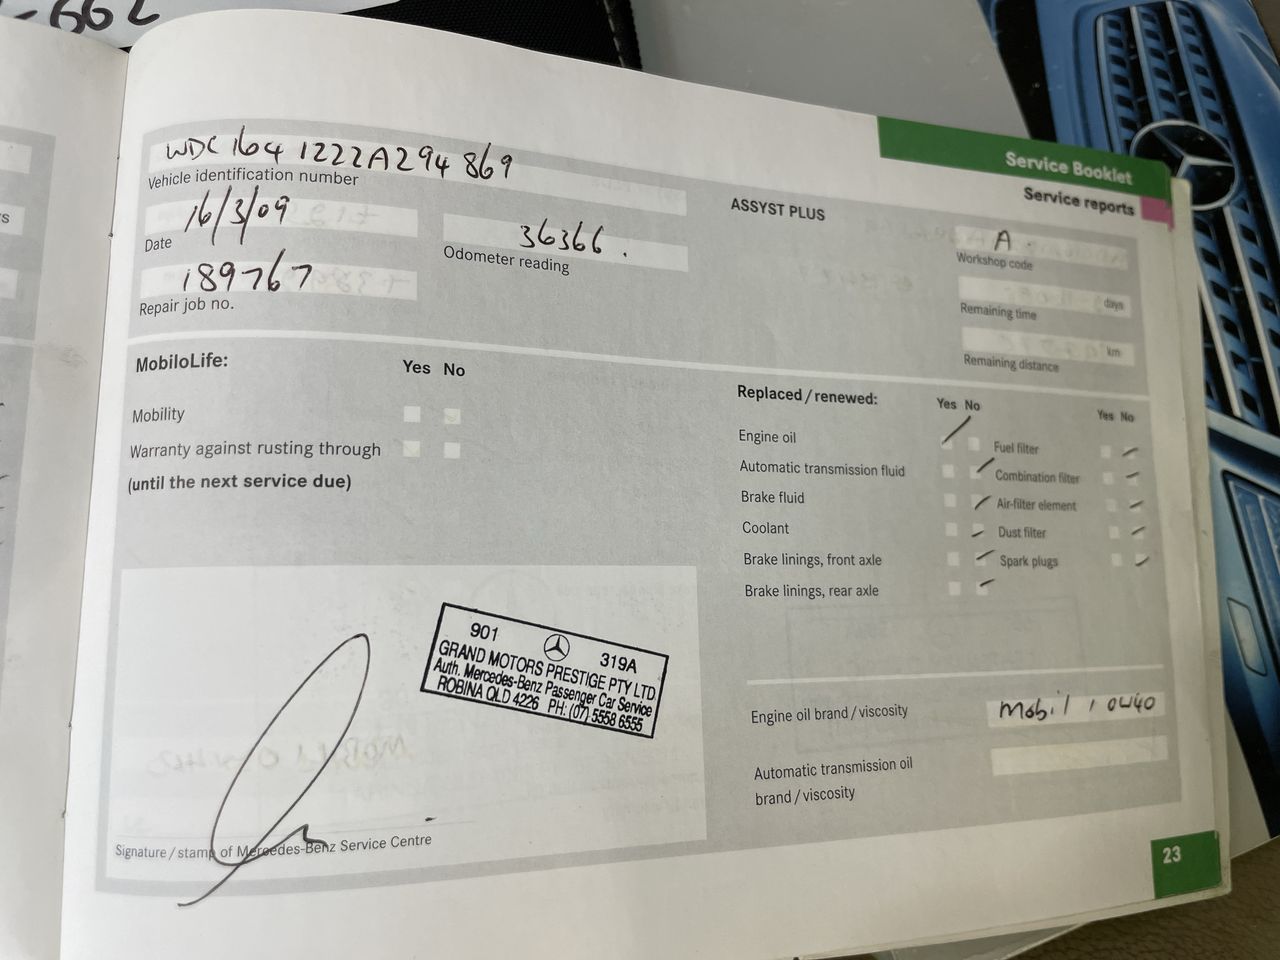 -662
Service Booklet
Service reports
WDC 164 1222A294 869
Vehicle identification number
16/3/09
Date
36366.
Odometer reading
189767
Repair job no.
ASSYST PLUS
A.
Workshop code
days
Remaining time
km
Remaining distance
MobiloLife:
Yes No
Mobility
Warranty against rusting through
(until the next service due)
Replaced / renewed:
Yes No
Yes No
Engine oil
Fuel filter
Automatic transmission fluid
Combination filter
Brake fluid
Air-filter element
Coolant
Dust filter
Brake linings, front axle
Spark plugs
Brake linings, rear axle
901 319A
GRAND MOTORS PRESTIGE PTY LTD
Auth. Mercedes-Benz Passenger Car Service
ROBINA QLD 4226 PH: (07) 5558 6555
Signature / stamp of Mercedes-Benz Service Centre
Engine oil brand / viscosity
Mobil 1 0W40
Automatic transmission oil
brand / viscosity
23